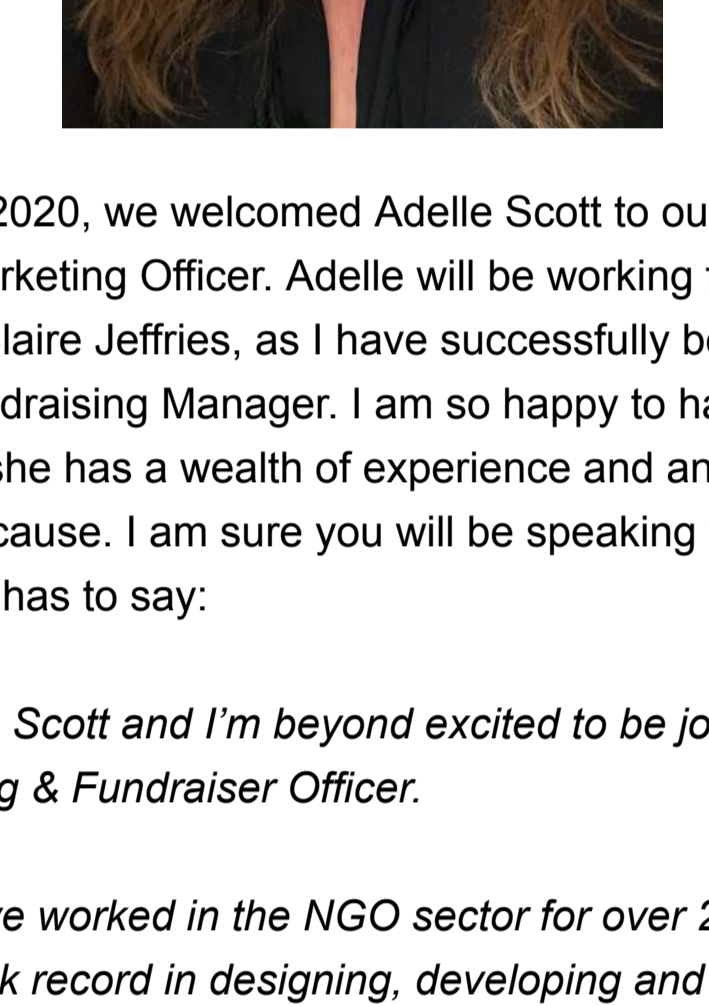 2020, we welcomed Adelle Scott to ou
rketing Officer. Adelle will be working
laire Jeffries, as I have successfully b
draising Manager. I am so happy to ha
she has a wealth of experience and an
cause. I am sure you will be speaking
has to say:
Scott and I'm beyond excited to be jo
g & Fundraiser Officer.
ve worked in the NGO sector for over 2
k record in designing, developing and